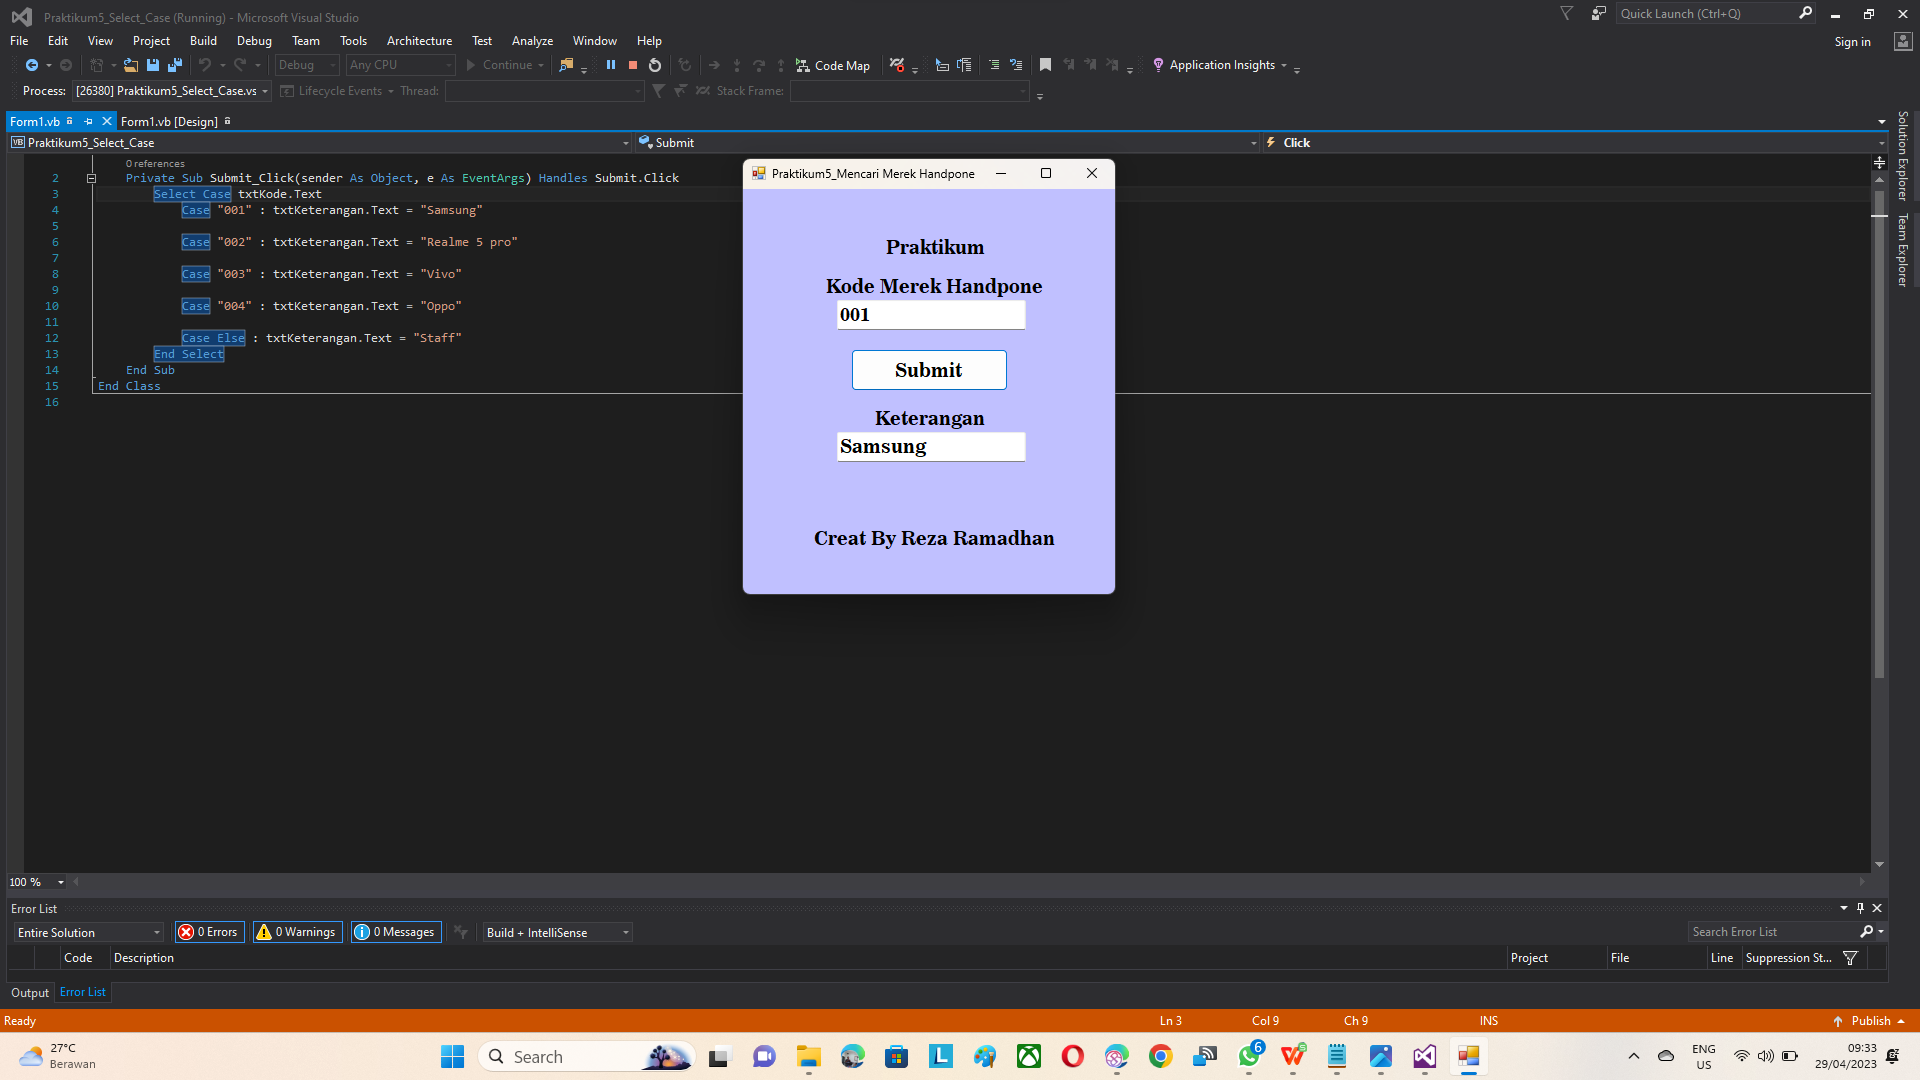 Praktikum5_Select_Case (Running) - Microsoft Visual Studio
Quick Launch (Ctrl+Q)
File Edit View Project Build Debug Team Tools Architecture Test Analyze Window Help
Sign in
Debug Any CPU Continue Code Map Application Insights
Process: [26380] Praktikum5_Select_Case.vs Lifecycle Events Thread: Stack Frame:
Form1.vb Form1.vb [Design]
VB Praktikum5_Select_Case Submit Click
0 references
2 Private Sub Submit_Click(sender As Object, e As EventArgs) Handles Submit.Click
3 Select Case txtKode.Text
4 Case "001" : txtKeterangan.Text = "Samsung"
5
6 Case "002" : txtKeterangan.Text = "Realme 5 pro"
7
8 Case "003" : txtKeterangan.Text = "Vivo"
9
10 Case "004" : txtKeterangan.Text = "Oppo"
11
12 Case Else : txtKeterangan.Text = "Staff"
13 End Select
14 End Sub
15 End Class
16
Praktikum5_Mencari Merek Handpone
Praktikum
Kode Merek Handpone
001
Submit
Keterangan
Samsung
Creat By Reza Ramadhan
Solution Explorer
Team Explorer
100 %
Error List
Entire Solution 0 Errors 0 Warnings 0 Messages Build + IntelliSense Search Error List
Code Description Project File Line Suppression St...
Output Error List
Ready Ln 3 Col 9 Ch 9 INS Publish
27°C
Berawan
Search
6
ENG
US
09:33
29/04/2023